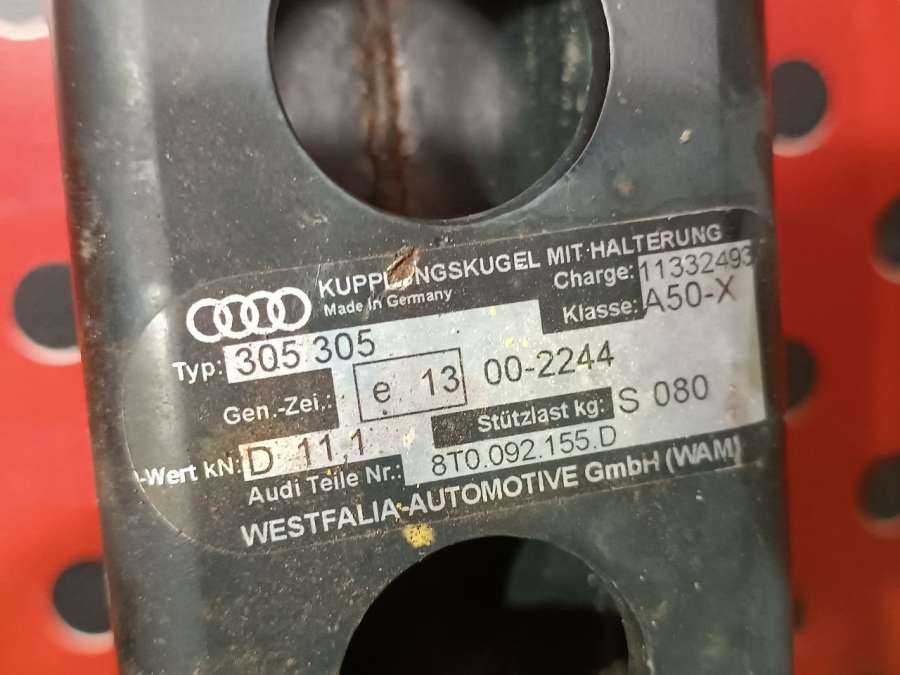 KUPPLUNGSKUGEL MIT·HALTERUNG
Made in Germany
Charge: 11332493
Klasse: A50-X
Typ: 305 305
Gen.-Zei.: e 13 00-2244
Stützlast kg: S 080
-Wert kN: D 11,1
Audi Teile Nr.: 8T0.092.155.D
WESTFALIA-AUTOMOTIVE GmbH (WAM)